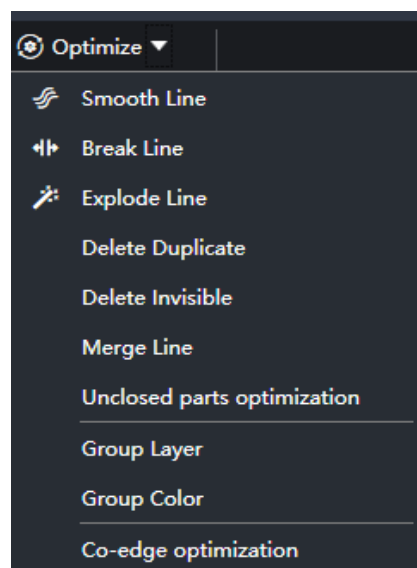 Optimize
Smooth Line
Break Line
Explode Line
Delete Duplicate
Delete Invisible
Merge Line
Unclosed parts optimization
Group Layer
Group Color
Co-edge optimization